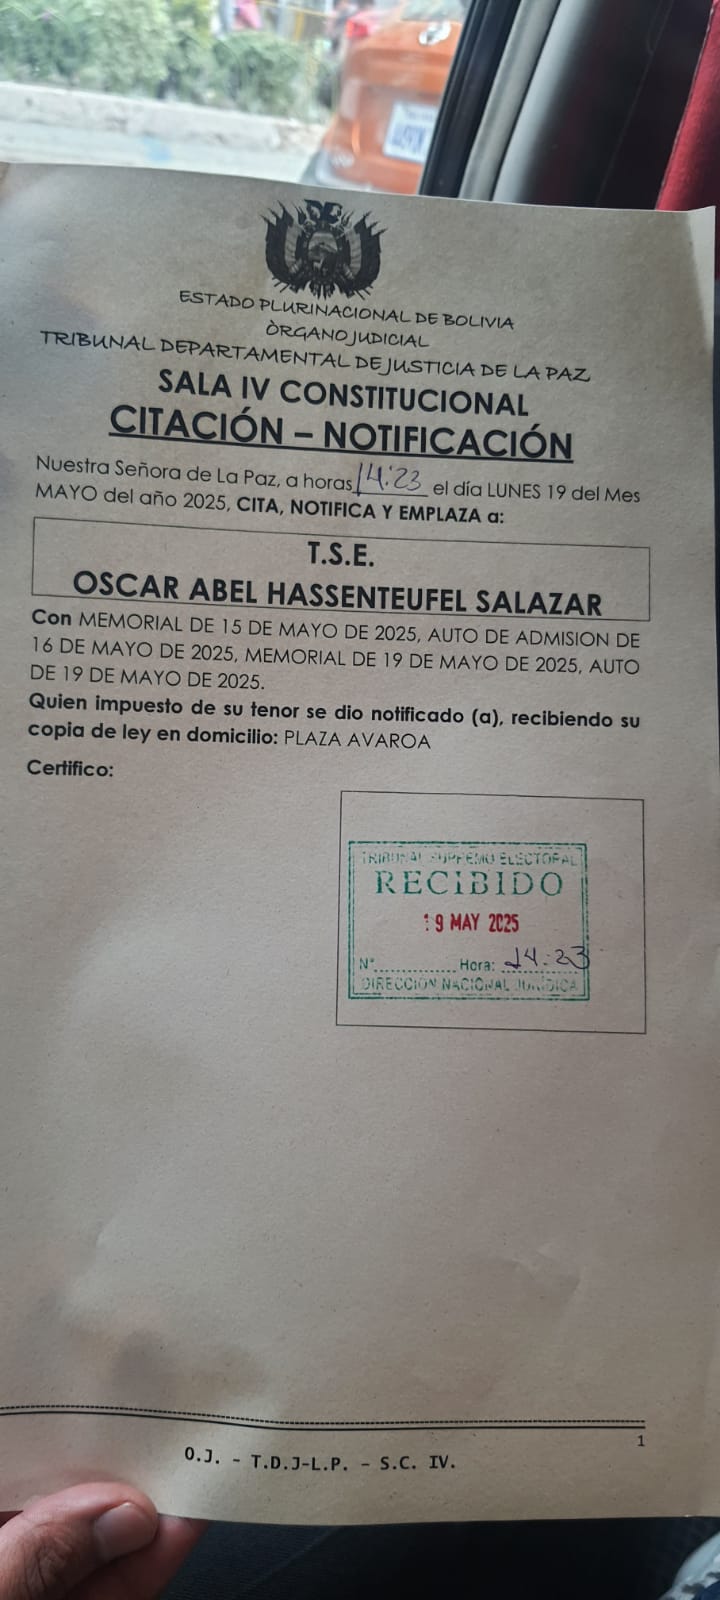 ESTADO PLURINACIONAL DE BOLIVIA
ÒRGANO JUDICIAL
TRIBUNAL DEPARTAMENTAL DE JUSTICIA DE LA PAZ
SALA IV CONSTITUCIONAL
CITACIÓN – NOTIFICACIÓN
Nuestra Señora de La Paz, a horas 14:23 el día LUNES 19 del Mes
MAYO del año 2025, CITA, NOTIFICA Y EMPLAZA a:
T.S.E.
OSCAR ABEL HASSENTEUFEL SALAZAR
Con MEMORIAL DE 15 DE MAYO DE 2025, AUTO DE ADMISION DE
16 DE MAYO DE 2025, MEMORIAL DE 19 DE MAYO DE 2025, AUTO
DE 19 DE MAYO DE 2025.
Quien impuesto de su tenor se dio notificado (a), recibiendo su
copia de ley en domicilio: PLAZA AVAROA
Certifico:
TRIBUNAL SUPREMO ELECTORAL
RECIBIDO
19 MAY 2025
N°............Hora: 14:23
DIRECCIÓN NACIONAL JURÍDICA
1
O.J. - T.D.J-L.P. - S.C. IV.